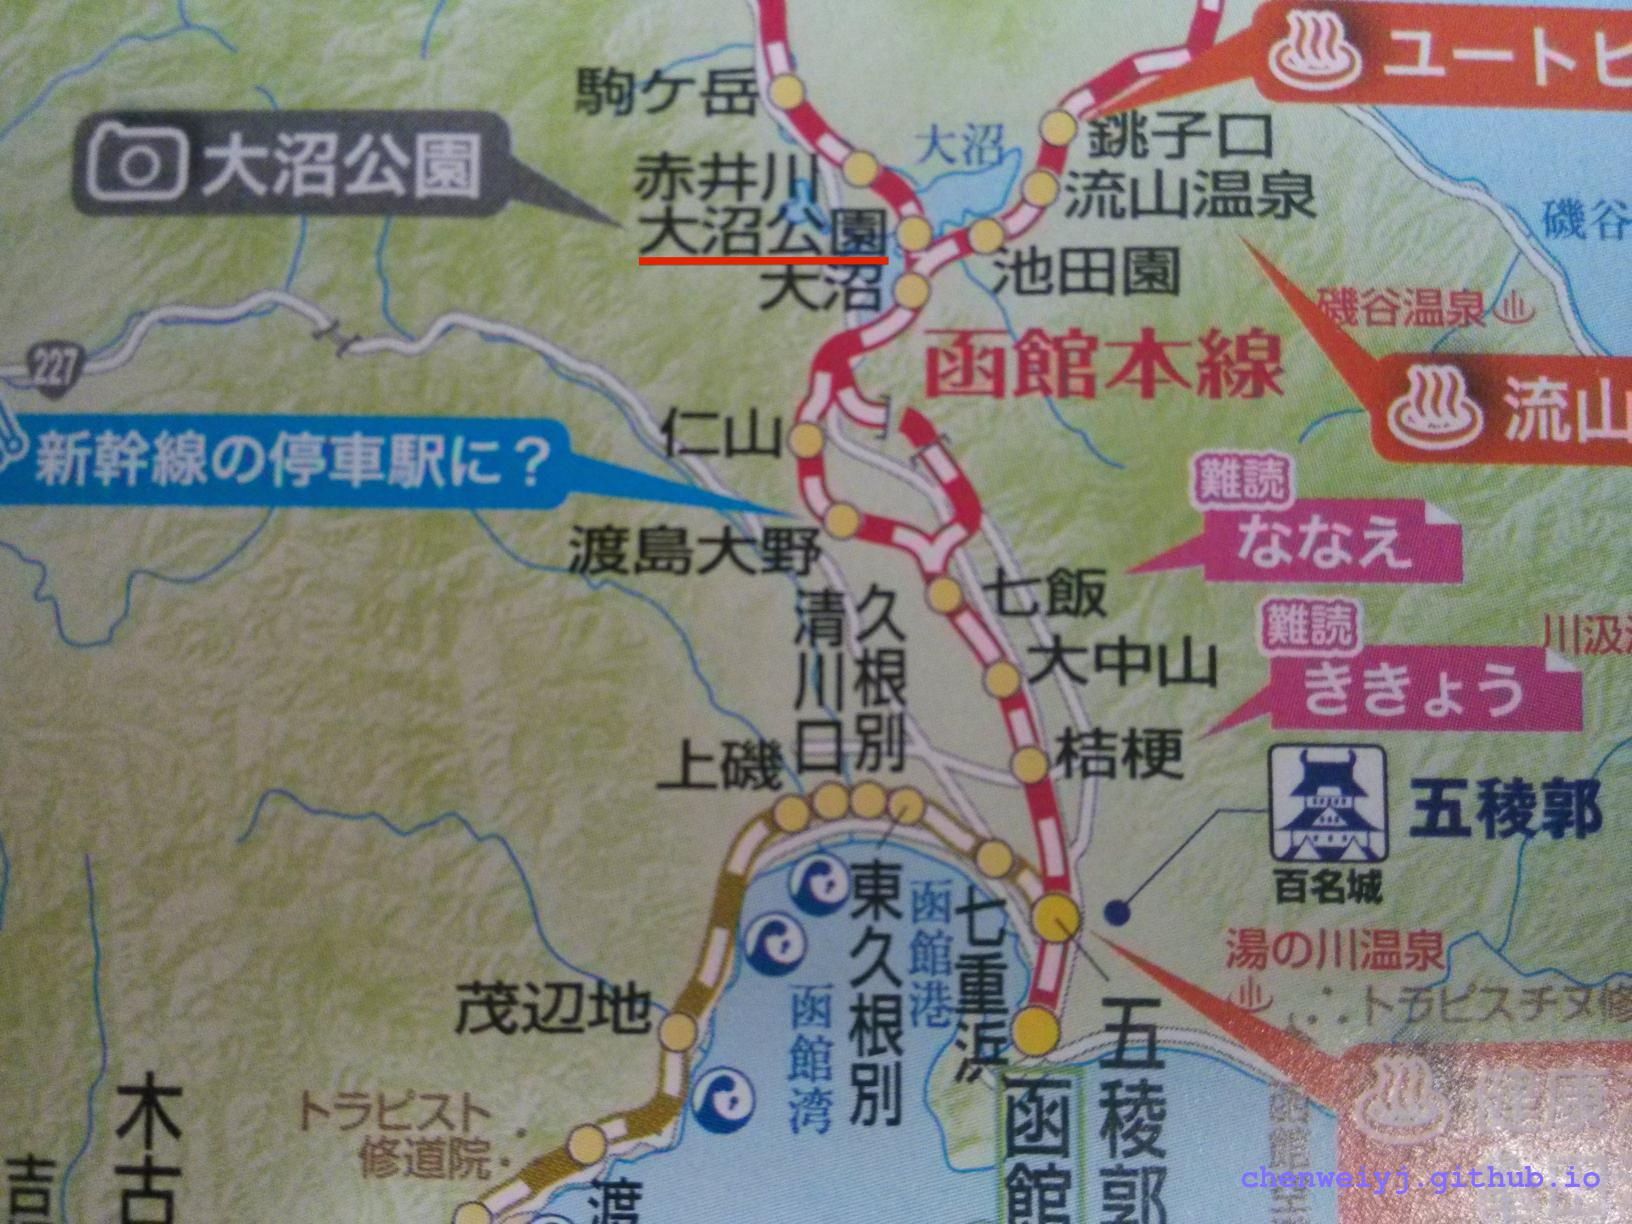 駒ケ岳
ユートピ
大沼公園
大沼
銚子口
赤井川
流山温泉
大沼公園
磯谷
池田園
大沼
磯谷温泉
函館本線
227
流山
仁山
新幹線の停車駅に？
難読
ななえ
渡島大野
七飯
久根別
清川口
難読
ききょう
川汲
大中山
上磯
桔梗
五稜郭
百名城
東久根別
函館港
七重浜
湯の川温泉
トラピスチヌ修
茂辺地
函館湾
五稜郭
函館
健康
木古
トラピスト
修道院
吉
渡
chenweiyj.github.io